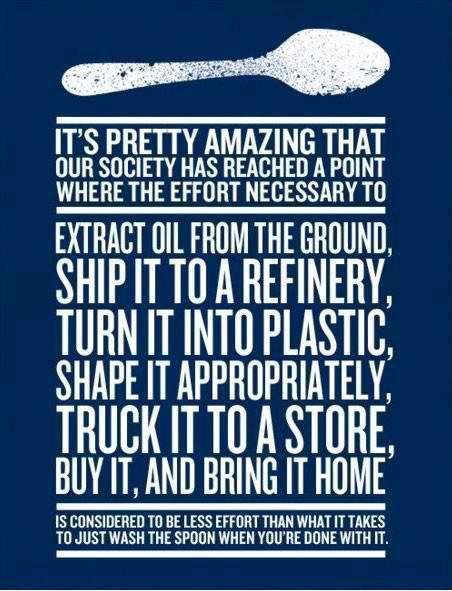 IT'S PRETTY AMAZING THAT
OUR SOCIETY HAS REACHED A POINT
WHERE THE EFFORT NECESSARY TO
EXTRACT OIL FROM THE GROUND,
SHIP IT TO A REFINERY,
TURN IT INTO PLASTIC,
SHAPE IT APPROPRIATELY,
TRUCK IT TO A STORE,
BUY IT, AND BRING IT HOME
IS CONSIDERED TO BE LESS EFFORT THAN WHAT IT TAKES
TO JUST WASH THE SPOON WHEN YOU'RE DONE WITH IT.